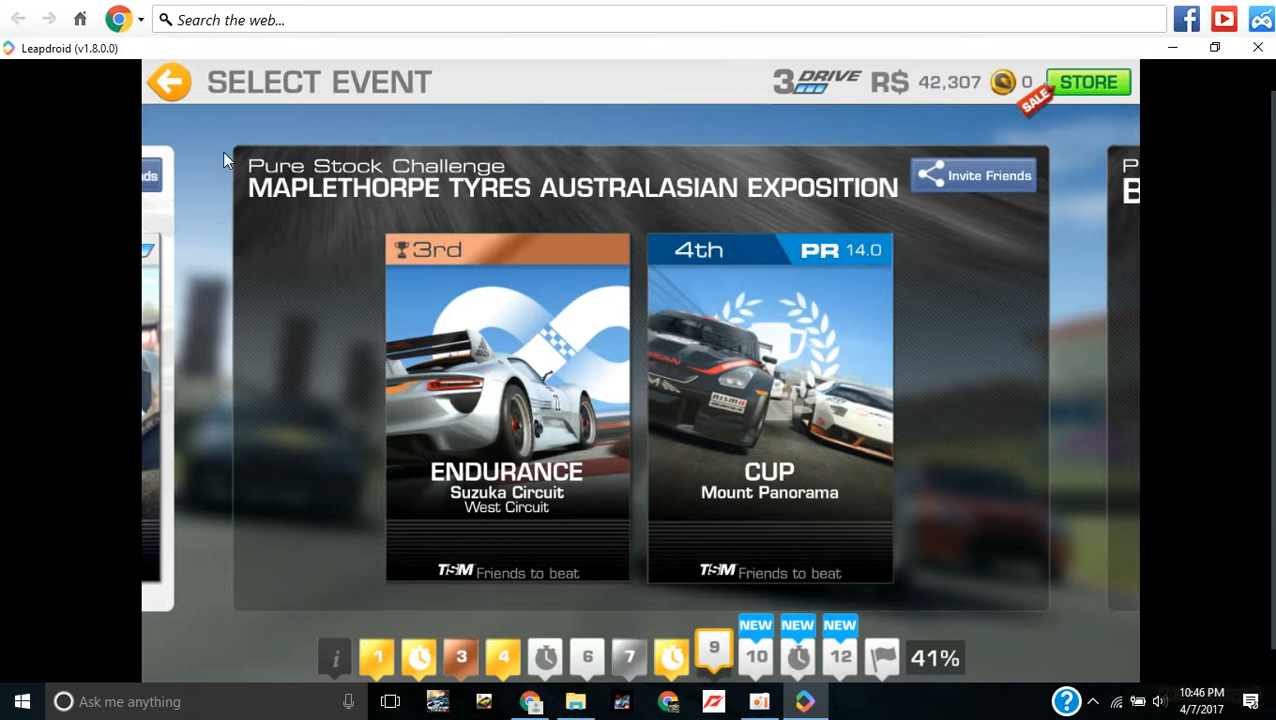 Search the web...
Leapdroid (v1.8.0.0)
SELECT EVENT
3 DRIVE R$ 42,307 0 STORE
SALE
nds
Pure Stock Challenge
MAPLETHORPE TYRES AUSTRALASIAN EXPOSITION
Invite Friends
P
B
3rd
ENDURANCE
Suzuka Circuit
West Circuit
TSM Friends to beat
4th PR 14.0
NISMO
CUP
Mount Panorama
TSM Friends to beat
NEW NEW NEW
i 1 3 4 6 7 9 10 12 41%
Ask me anything
10:46 PM
4/7/2017